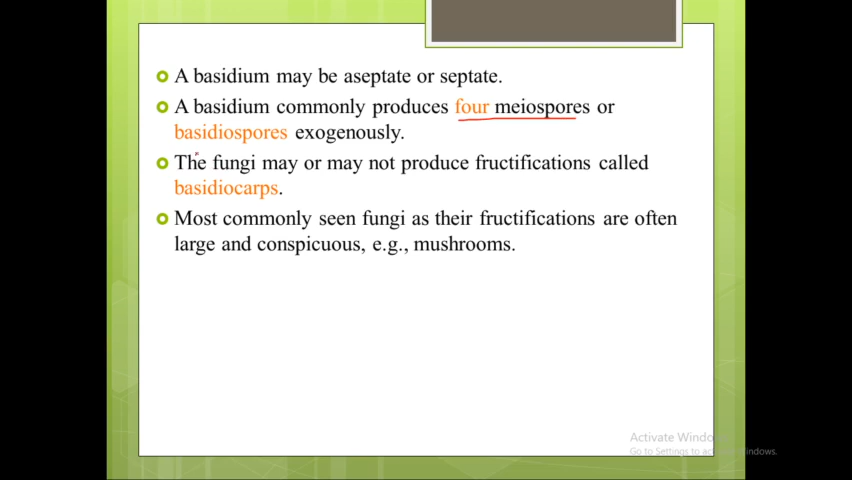 A basidium may be aseptate or septate.
A basidium commonly produces four meiospores or
basidiospores exogenously.
The fungi may or may not produce fructifications called
basidiocarps.
Most commonly seen fungi as their fructifications are often
large and conspicuous, e.g., mushrooms.
Activate Windo
Go to Settings to ac indows.